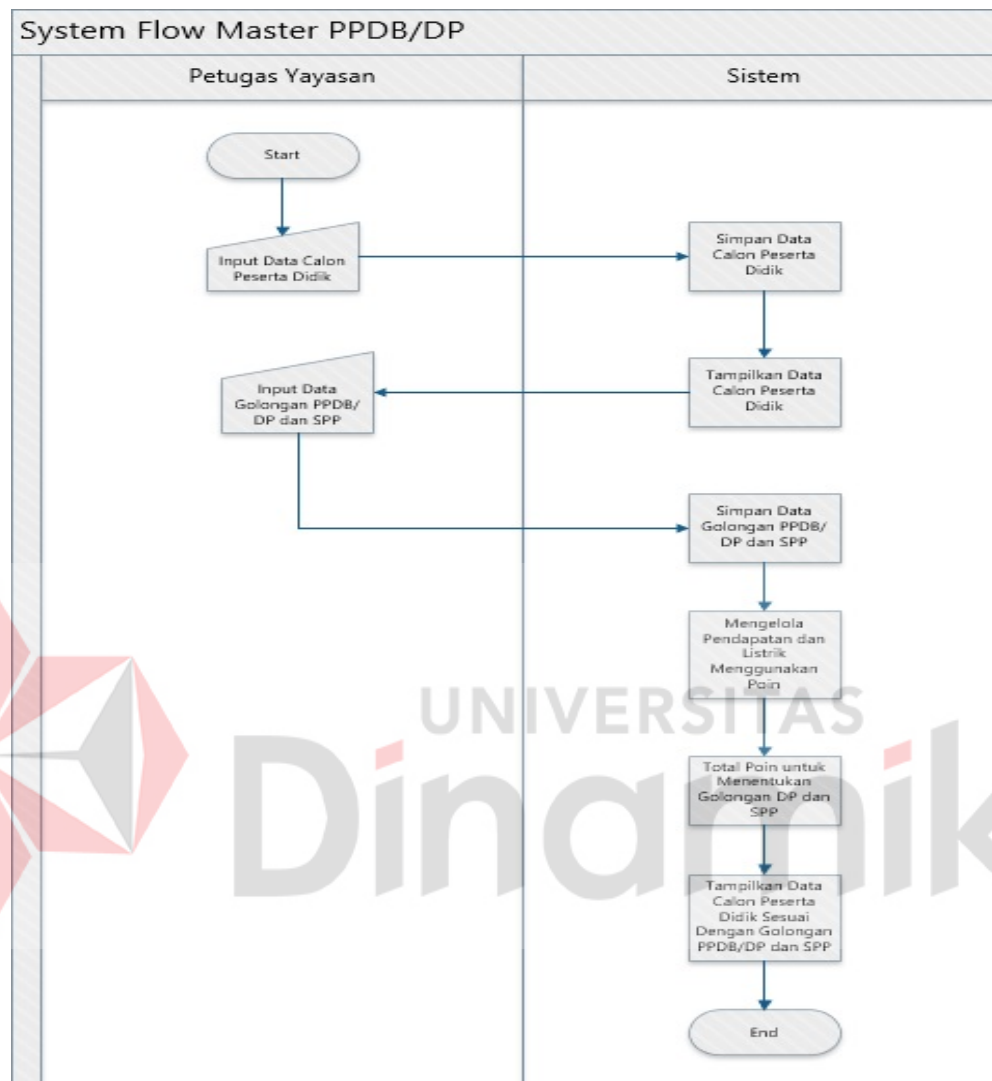 System Flow Master PPDB/DP
Petugas Yayasan
Sistem
Start
Input Data Calon
Peserta Didik
Simpan Data
Calon Peserta
Didik
Tampilkan Data
Calon Peserta
Didik
Input Data
Golongan PPDB/
DP dan SPP
Simpan Data
Golongan PPDB/
DP dan SPP
Mengelola
Pendapatan dan
Listrik
Menggunakan
Poin
Total Poin untuk
Menentukan
Golongan DP dan
SPP
Tampilkan Data
Calon Peserta
Didik Sesuai
Dengan Golongan
PPDB/DP dan SPP
End
UNIVERSITAS
Dinamik